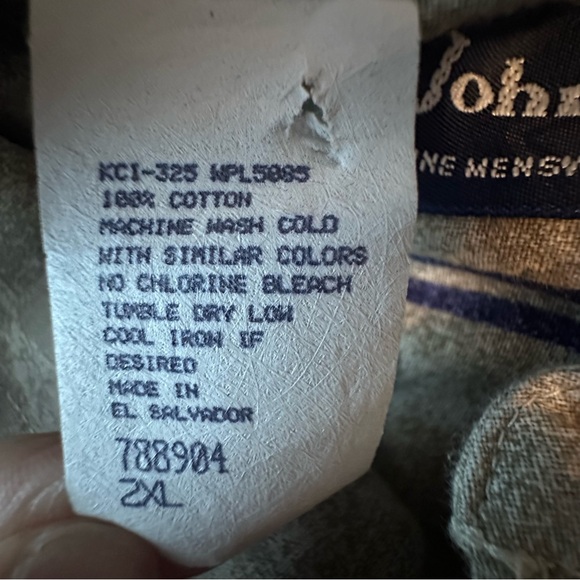 KCI-325 WPL5085
100% COTTON
MACHINE WASH COLD
WITH SIMILAR COLORS
NO CHLORINE BLEACH
TUMBLE DRY LOW
COOL IRON IF
DESIRED
MADE IN
EL SALVADOR
788904
2XL
John
NE MENSW